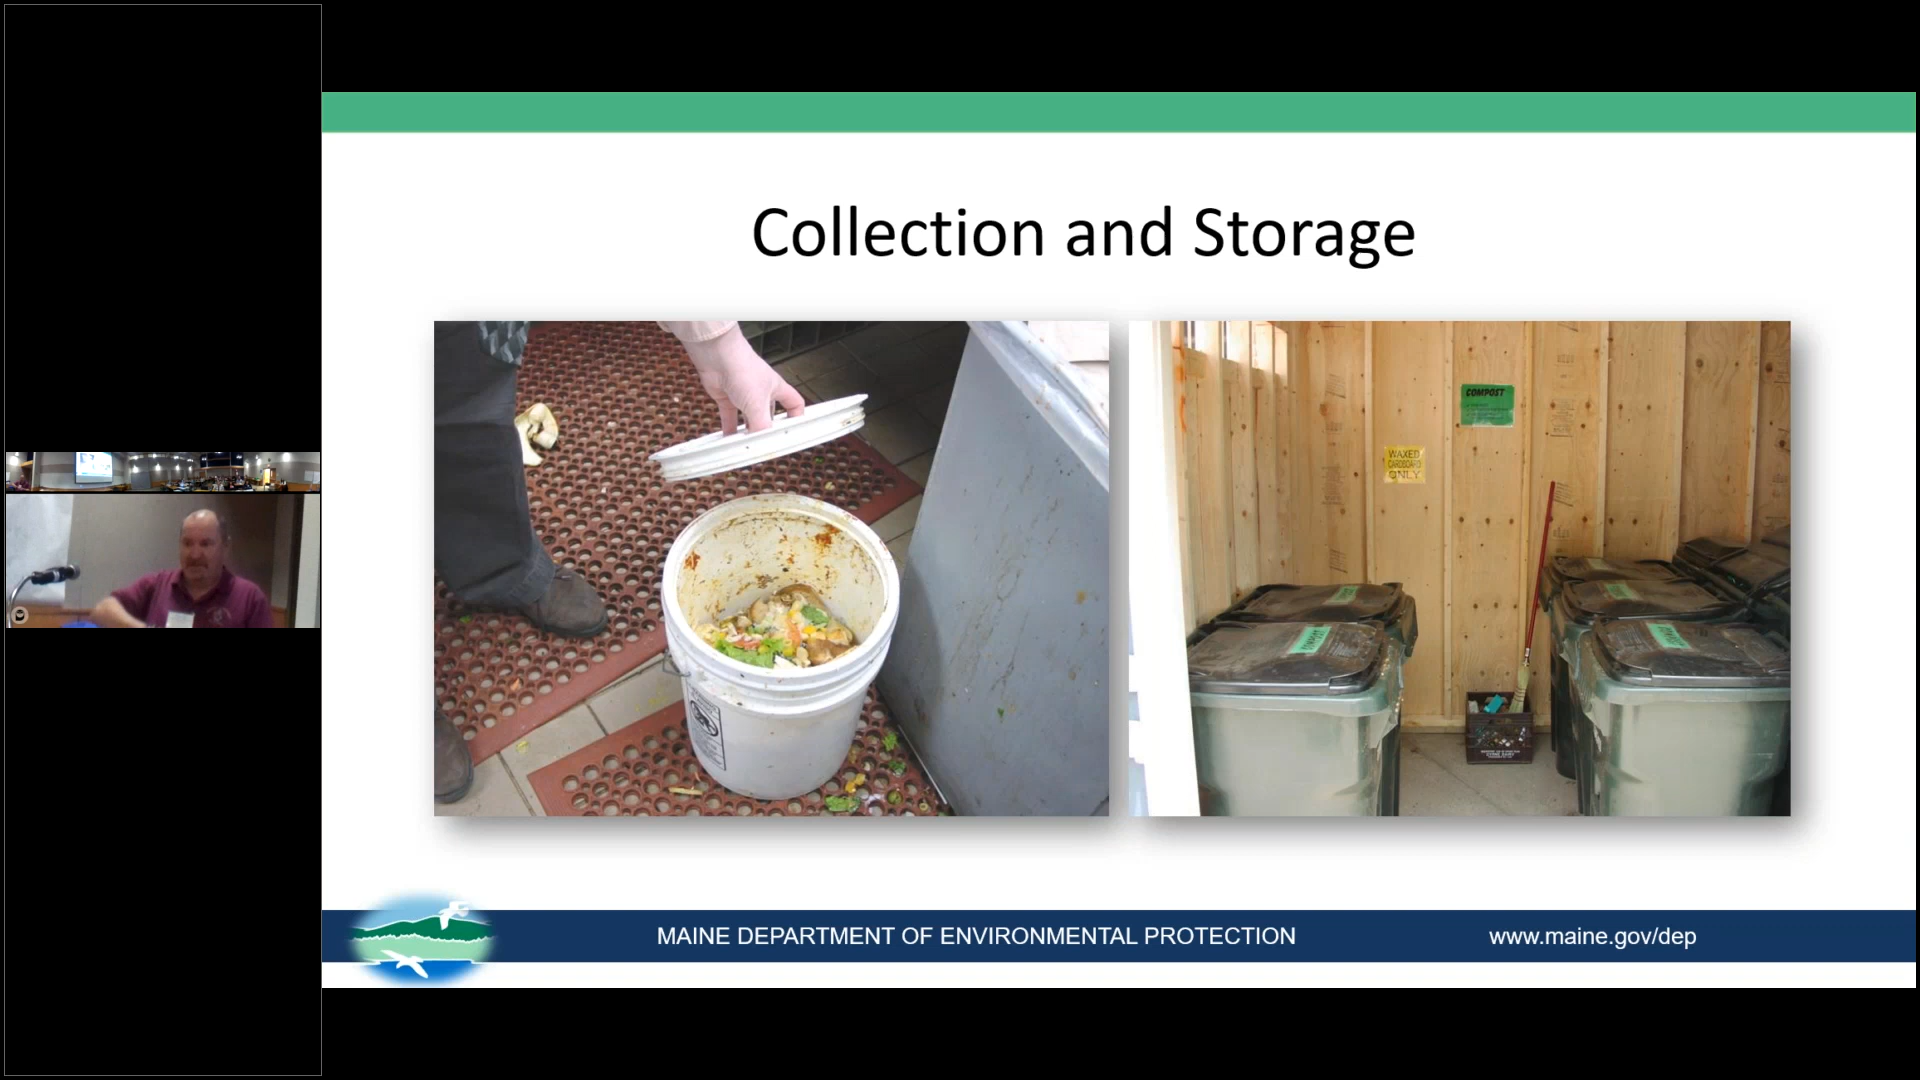 Collection and Storage
COMPOST
WAXED
CARDBOARD
ONLY
MAINE DEPARTMENT OF ENVIRONMENTAL PROTECTION
www.maine.gov/dep